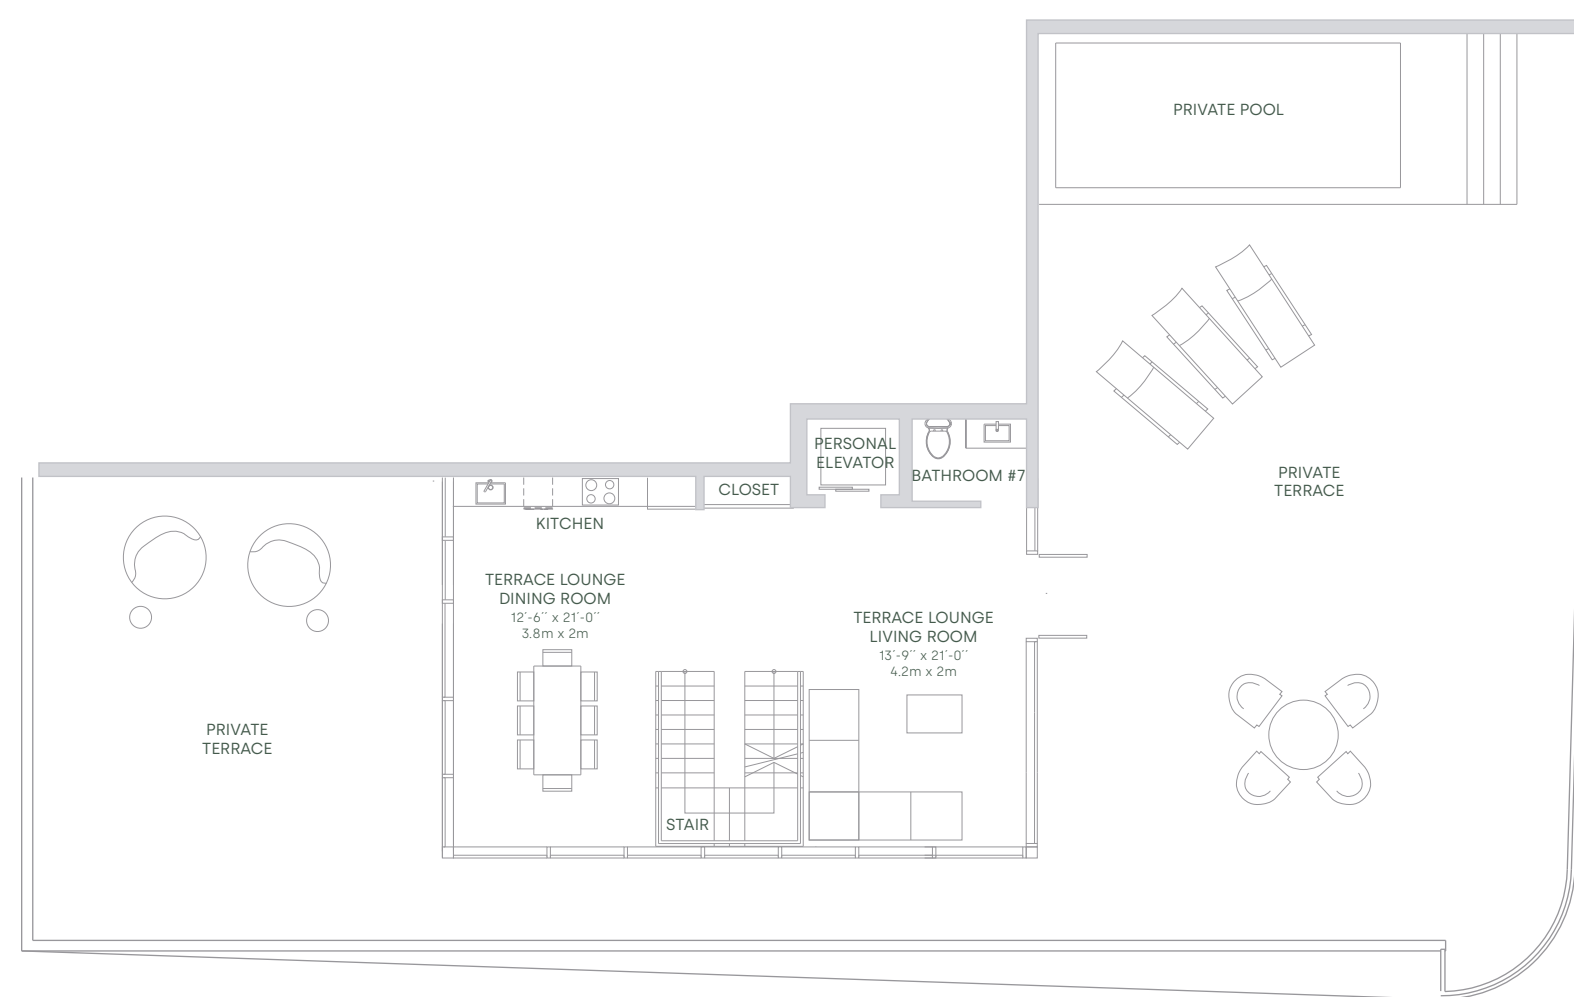 PRIVATE POOL
PERSONAL
ELEVATOR
BATHROOM #7
PRIVATE
TERRACE
CLOSET
KITCHEN
TERRACE LOUNGE
DINING ROOM
12´-6´´ x 21´-0´´
3.8m x 2m
TERRACE LOUNGE
LIVING ROOM
13´-9´´ x 21´-0´´
4.2m x 2m
PRIVATE
TERRACE
STAIR